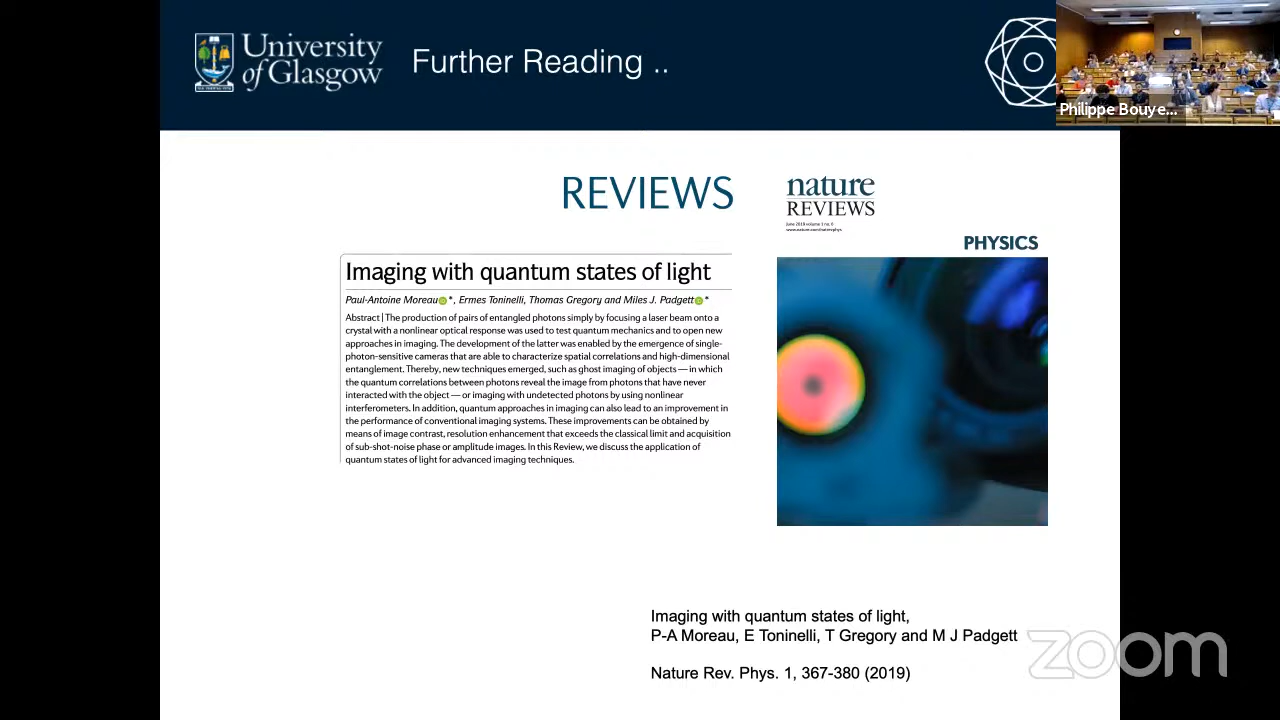 University
of Glasgow
Further Reading ..
Philippe Bouye...
REVIEWS
nature
REVIEWS
June 2019 volume 1 no. 6
www.nature.com/natrevphys
PHYSICS
Imaging with quantum states of light
Paul-Antoine Moreau *, Ermes Toninelli, Thomas Gregory and Miles J. Padgett *
Abstract | The production of pairs of entangled photons simply by focusing a laser beam onto a
crystal with a nonlinear optical response was used to test quantum mechanics and to open new
approaches in imaging. The development of the latter was enabled by the emergence of single-
photon-sensitive cameras that are able to characterize spatial correlations and high-dimensional
entanglement. Thereby, new techniques emerged, such as ghost imaging of objects — in which
the quantum correlations between photons reveal the image from photons that have never
interacted with the object — or imaging with undetected photons by using nonlinear
interferometers. In addition, quantum approaches in imaging can also lead to an improvement in
the performance of conventional imaging systems. These improvements can be obtained by
means of image contrast, resolution enhancement that exceeds the classical limit and acquisition
of sub-shot-noise phase or amplitude images. In this Review, we discuss the application of
quantum states of light for advanced imaging techniques.
Imaging with quantum states of light,
P-A Moreau, E Toninelli, T Gregory and M J Padgett
Nature Rev. Phys. 1, 367-380 (2019)
zoom